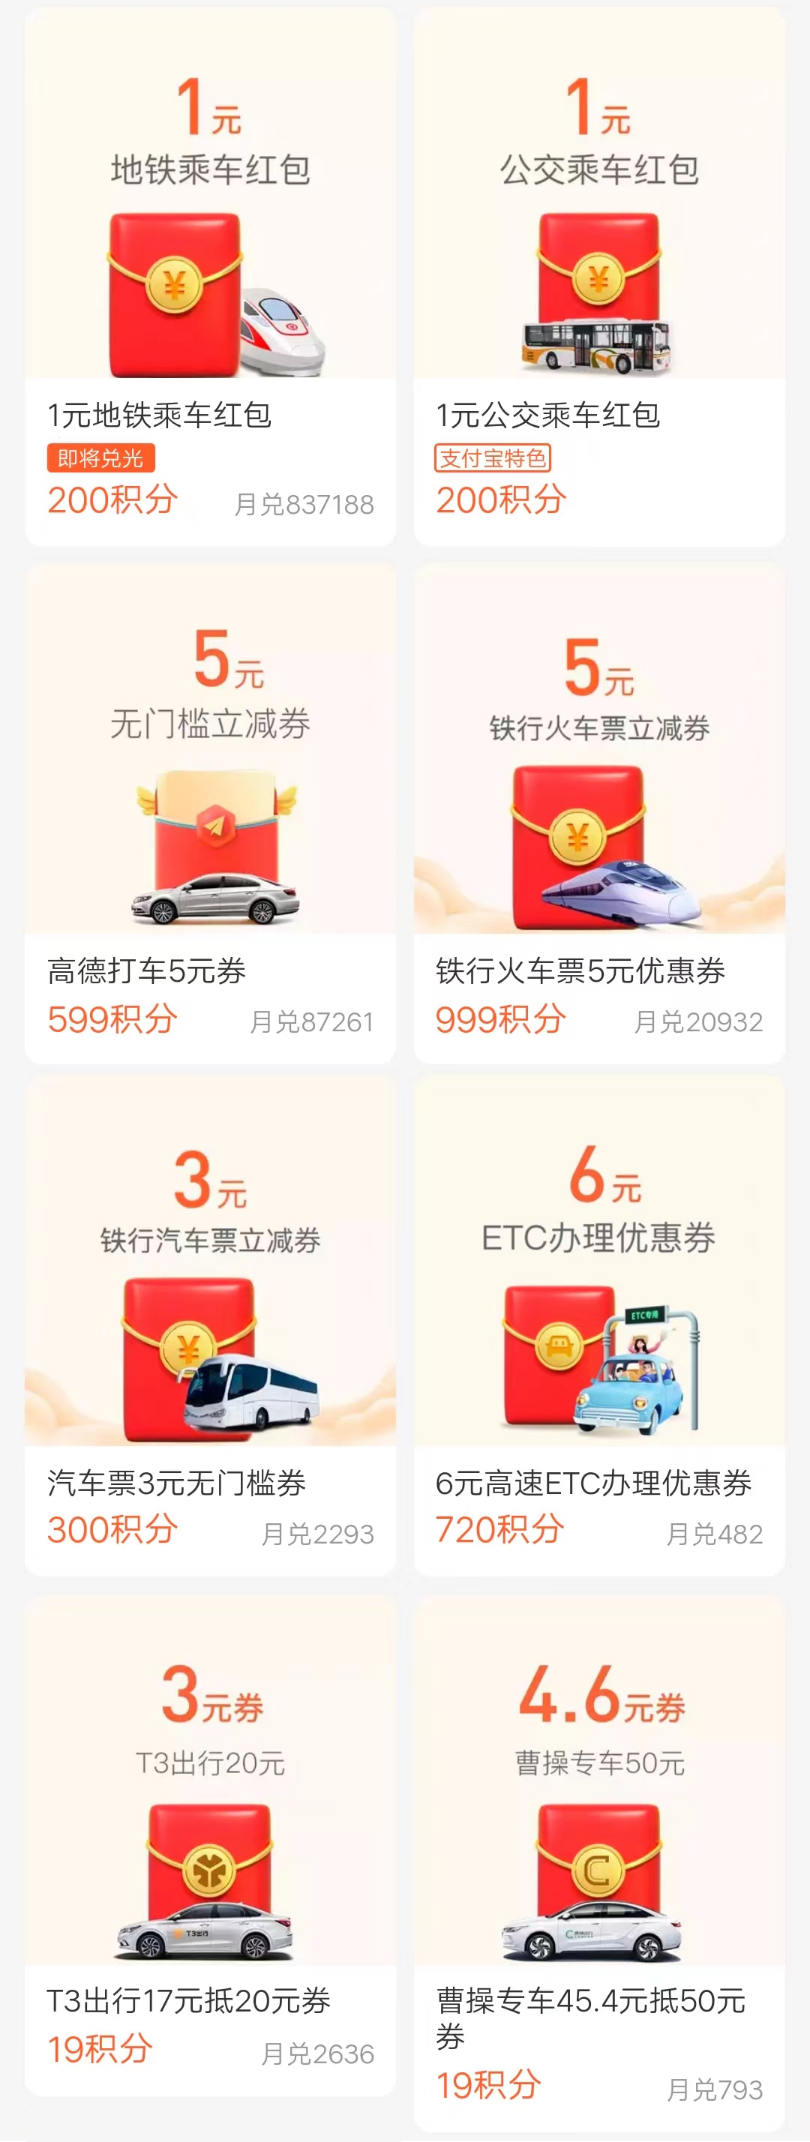 1元
地铁乘车红包
¥
1元地铁乘车红包
即将兑光
200积分 月兑837188
1元
公交乘车红包
¥
1元公交乘车红包
支付宝特色
200积分
5元
无门槛立减券
高德打车5元券
599积分 月兑87261
5元
铁行火车票立减券
¥
铁行火车票5元优惠券
999积分 月兑20932
3元
铁行汽车票立减券
¥
汽车票3元无门槛券
300积分 月兑2293
6元
ETC办理优惠券
ETC专用
6元高速ETC办理优惠券
720积分 月兑482
3元券
T3出行20元
T3出行
T3出行17元抵20元券
19积分 月兑2636
4.6元券
曹操专车50元
C
曹操专车45.4元抵50元
券
19积分 月兑793